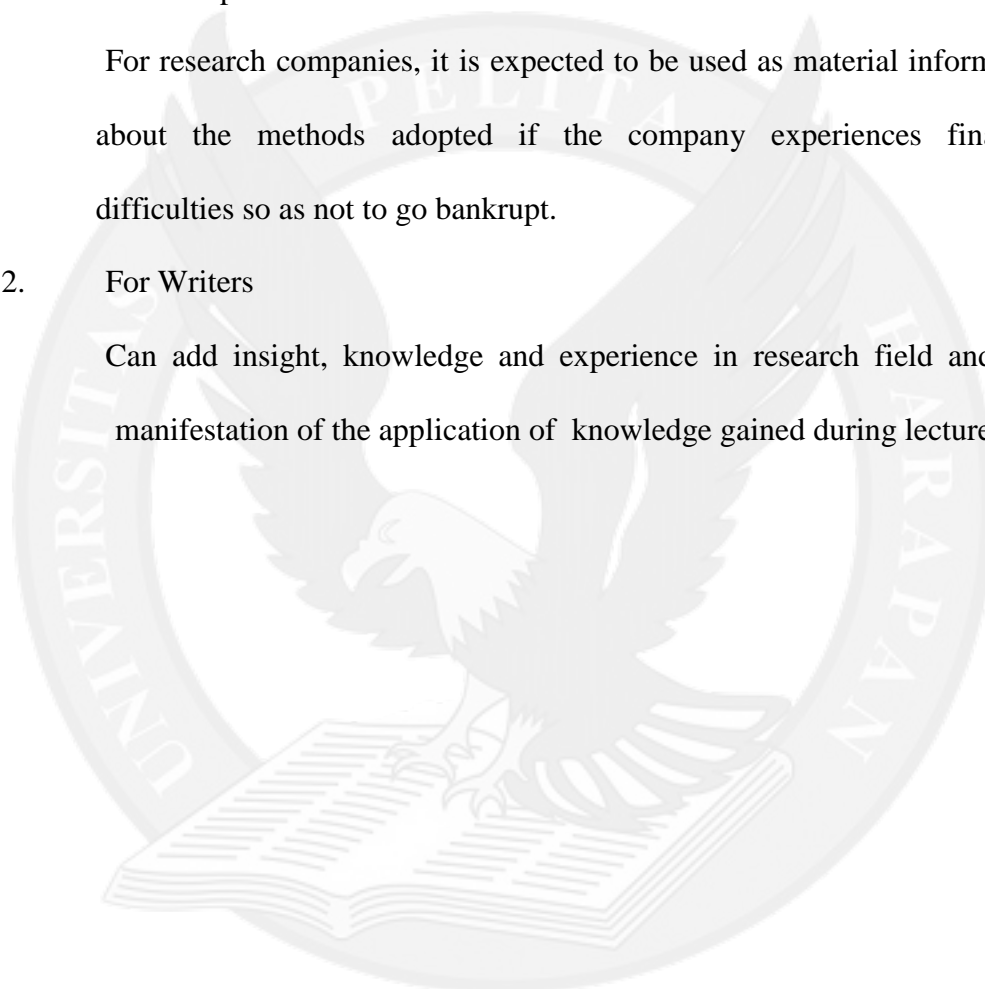 For research companies, it is expected to be used as material
about the methods adopted if the company experiences
difficulties so as not to go bankrupt.
2. For Writers
Can add insight, knowledge and experience in research field
manifestation of the application of knowledge gained during
UNIVERSITAS PELITA HARAPAN